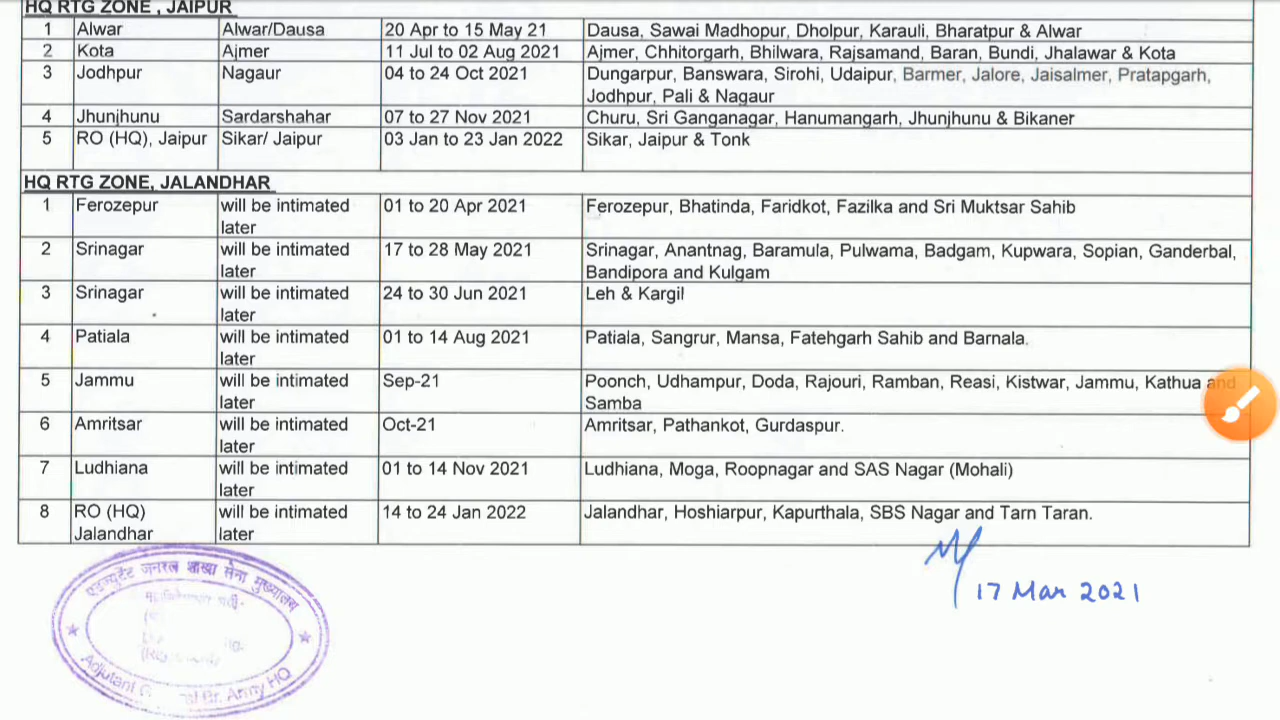 HQ RTG ZONE , JAIPUR
1 Alwar Alwar/Dausa 20 Apr to 15 May 21 Dausa, Sawai Madhopur, Dholpur, Karauli, Bharatpur & Alwar
2 Kota Ajmer 11 Jul to 02 Aug 2021 Ajmer, Chhitorgarh, Bhilwara, Rajsamand, Baran, Bundi, Jhalawar & Kota
3 Jodhpur Nagaur 04 to 24 Oct 2021 Dungarpur, Banswara, Sirohi, Udaipur, Barmer, Jalore, Jaisalmer, Pratapgarh,
Jodhpur, Pali & Nagaur
4 Jhunjhunu Sardarshahar 07 to 27 Nov 2021 Churu, Sri Ganganagar, Hanumangarh, Jhunjhunu & Bikaner
5 RO (HQ), Jaipur Sikar/ Jaipur 03 Jan to 23 Jan 2022 Sikar, Jaipur & Tonk
HQ RTG ZONE, JALANDHAR
1 Ferozepur will be intimated 01 to 20 Apr 2021 Ferozepur, Bhatinda, Faridkot, Fazilka and Sri Muktsar Sahib
later
2 Srinagar will be intimated 17 to 28 May 2021 Srinagar, Anantnag, Baramula, Pulwama, Badgam, Kupwara, Sopian, Ganderbal,
later Bandipora and Kulgam
3 Srinagar will be intimated 24 to 30 Jun 2021 Leh & Kargil
later
4 Patiala will be intimated 01 to 14 Aug 2021 Patiala, Sangrur, Mansa, Fatehgarh Sahib and Barnala.
later
5 Jammu will be intimated Sep-21 Poonch, Udhampur, Doda, Rajouri, Ramban, Reasi, Kistwar, Jammu, Kathua and
later Samba
6 Amritsar will be intimated Oct-21 Amritsar, Pathankot, Gurdaspur.
later
7 Ludhiana will be intimated 01 to 14 Nov 2021 Ludhiana, Moga, Roopnagar and SAS Nagar (Mohali)
later
8 RO (HQ) will be intimated 14 to 24 Jan 2022 Jalandhar, Hoshiarpur, Kapurthala, SBS Nagar and Tarn Taran.
Jalandhar later
17 Mar 2021
एडज्युटेंट जनरल शाखा सेना मुख्यालय
Adjutant Br. Army HQ